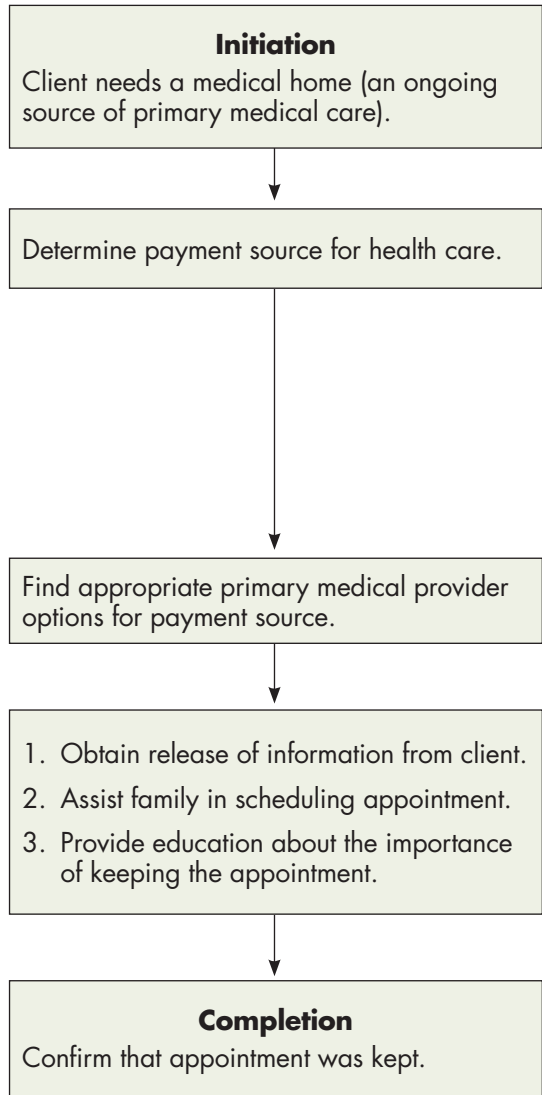 Initiation
Client needs a medical home (an ongoing
source of primary medical care).
Determine payment source for health care.
Find appropriate primary medical provider
options for payment source.
1. Obtain release of information from client.
2. Assist family in scheduling appointment.
3. Provide education about the importance
of keeping the appointment.
Completion
Confirm that appointment was kept.